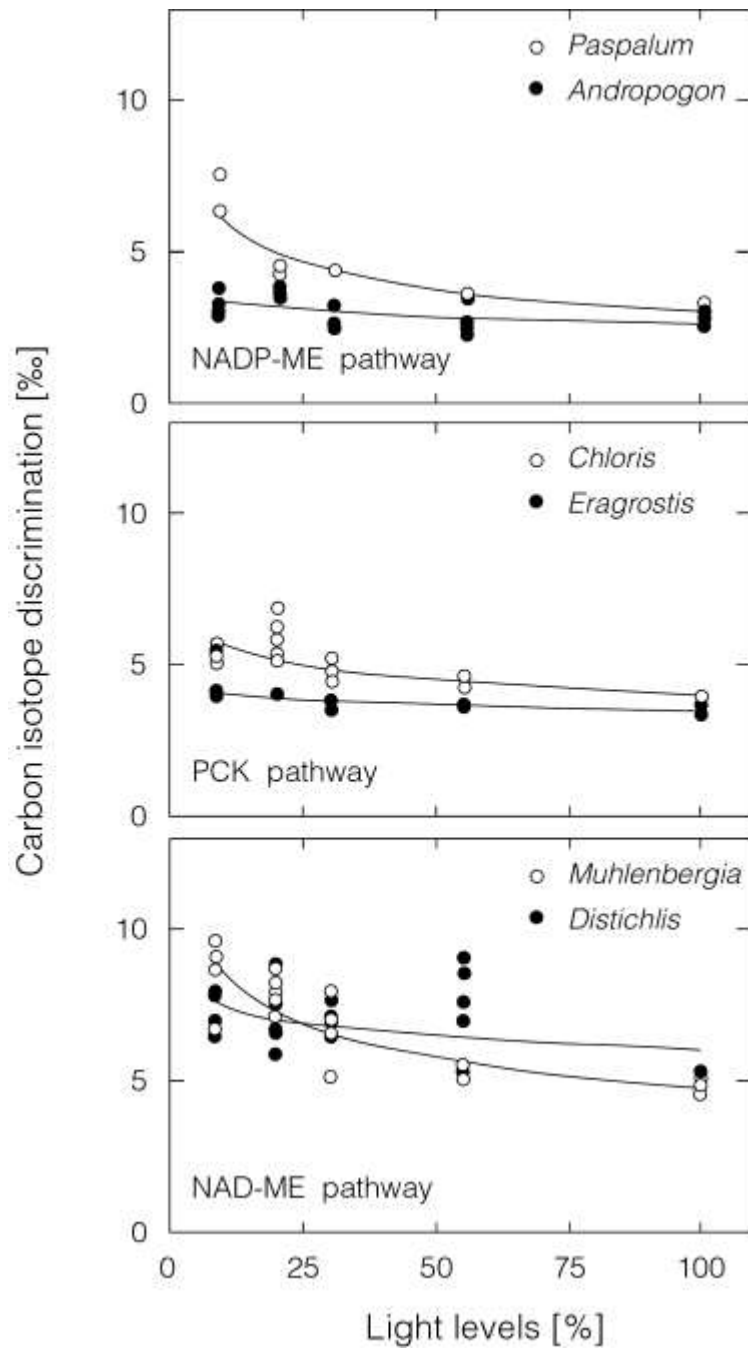 Paspalum
Andropogon
10
5
0
NADP-ME pathway
Chloris
Eragrostis
10
5
0
PCK pathway
Muhlenbergia
Distichlis
10
5
0
NAD-ME pathway
0 25 50 75 100
Light levels [%]
Carbon isotope discrimination [‰]